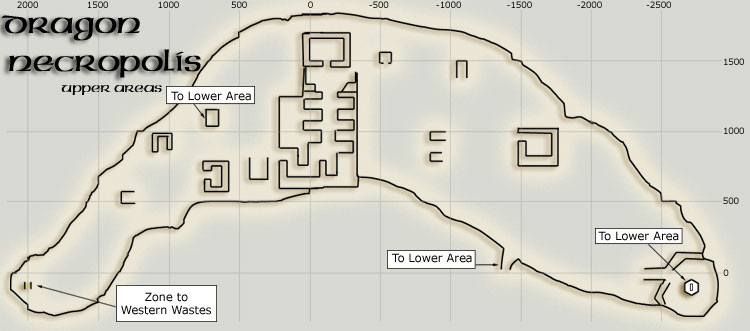 2000 1500 1000 500 0 -500 -1000 -1500 -2000 -2500
Dragon
Necropolis
upper areas
1500
To Lower Area
1000
500
To Lower Area
To Lower Area
0
Zone to
Western Wastes